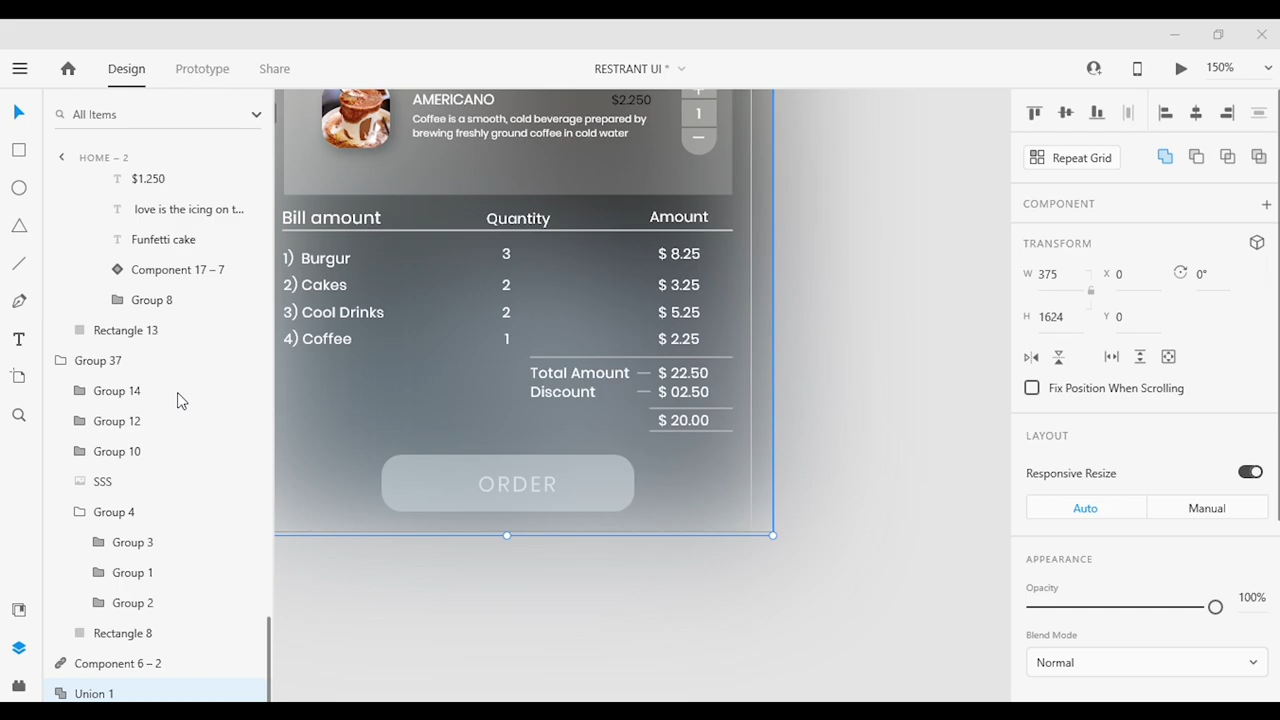 Design
Prototype
Share
RESTRANT UI *
150%
All Items
HOME – 2
$1.250
love is the icing on t...
Funfetti cake
Component 17 – 7
Group 8
Rectangle 13
Group 37
Group 14
Group 12
Group 10
SSS
Group 4
Group 3
Group 1
Group 2
Rectangle 8
Component 6 – 2
Union 1
AMERICANO $2.250
Coffee is a smooth, cold beverage prepared by
brewing freshly ground coffee in cold water
+
1
—
Bill amount Quantity Amount
1) Burgur 3 $ 8.25
2) Cakes 2 $ 3.25
3) Cool Drinks 2 $ 5.25
4) Coffee 1 $ 2.25
Total Amount — $ 22.50
Discount — $ 02.50
$ 20.00
ORDER
Repeat Grid
COMPONENT
TRANSFORM
W 375 X 0 0°
H 1624 Y 0
Fix Position When Scrolling
LAYOUT
Responsive Resize
Auto Manual
APPEARANCE
Opacity
100%
Blend Mode
Normal